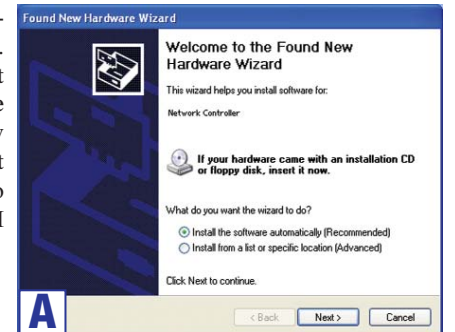 Found New Hardware Wizard
Welcome to the Found New
Hardware Wizard
This wizard helps you install software for:
Network Controller
If your hardware came with an installation CD
or floppy disk, insert it now.
What do you want the wizard to do?
Install the software automatically (Recommended)
Install from a list or specific location (Advanced)
Click Next to continue.
< Back Next > Cancel
A